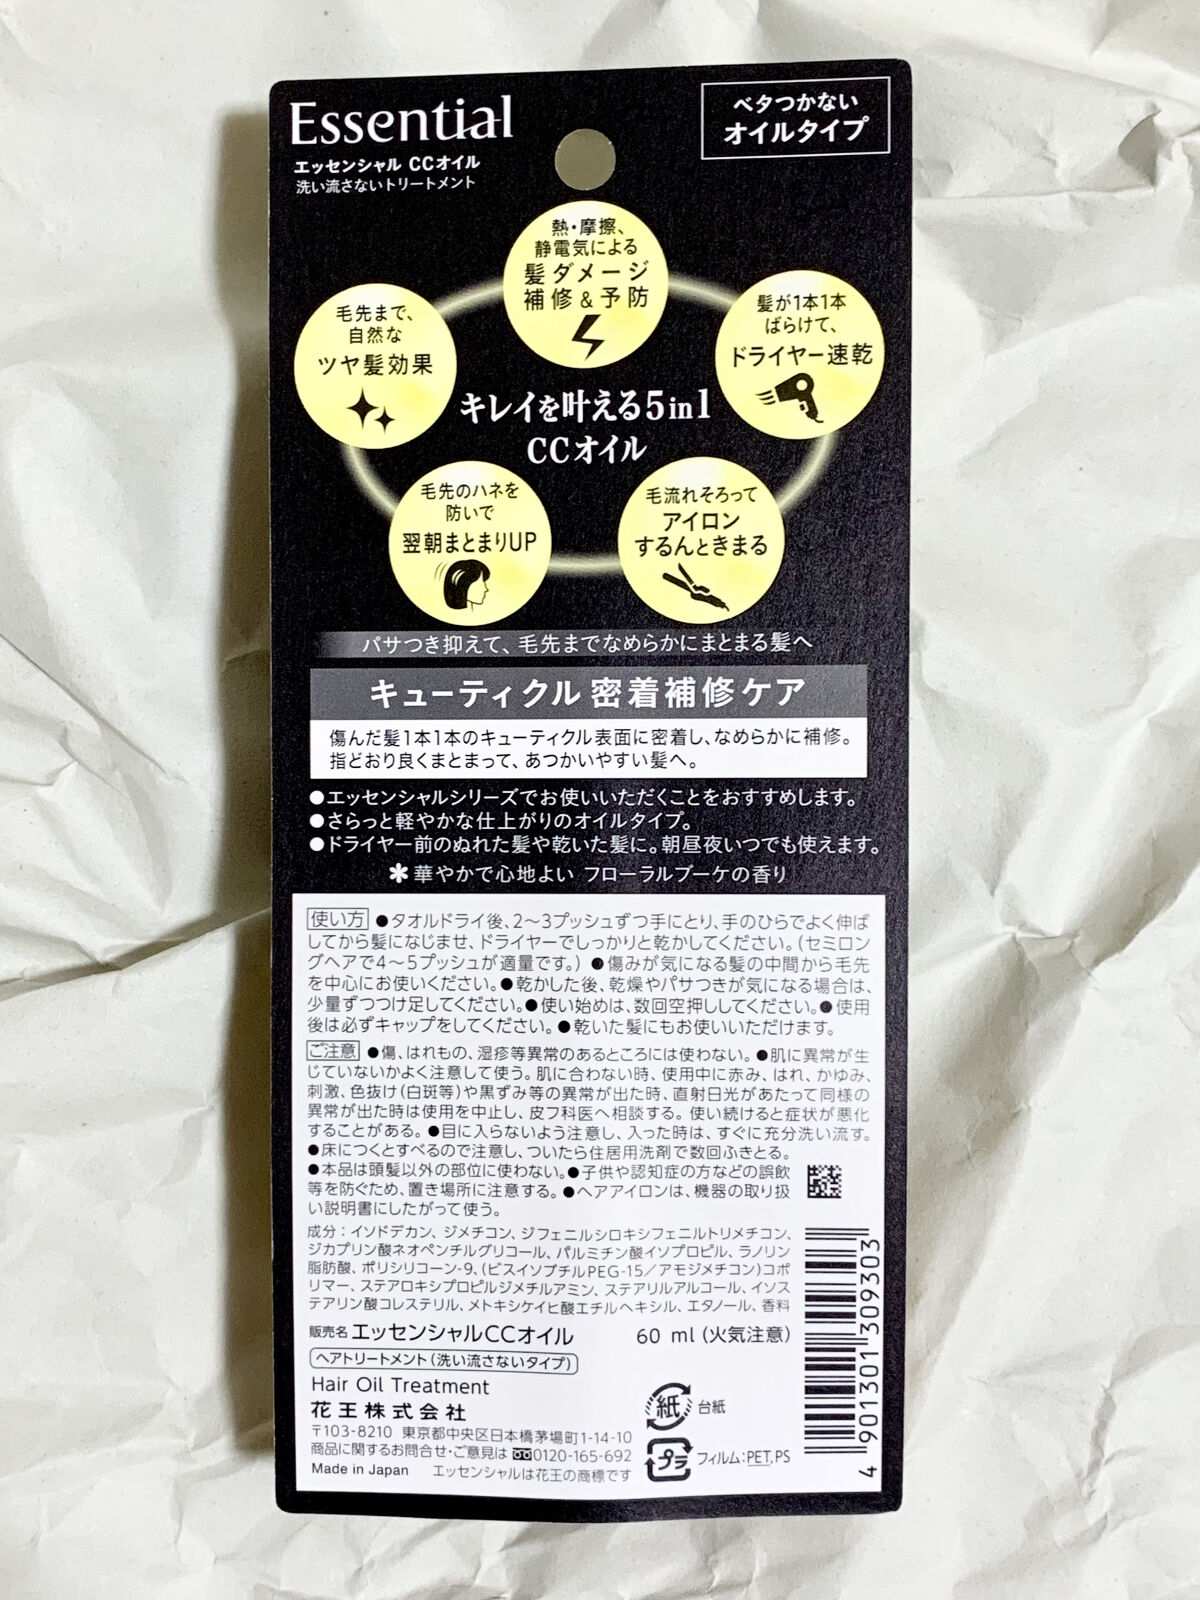 Essential
エッセンシャル CCオイル
洗い流さないトリートメント
ベタつかない
オイルタイプ
熱・摩擦、
静電気による
髪ダメージ
補修＆予防
毛先まで、
自然な
ツヤ髪効果
髪が1本1本
ばらけて、
ドライヤー速乾
キレイを叶える5in1
CCオイル
毛先のハネを
防いで
翌朝まとまりUP
毛流れそろって
アイロン
するんときまる
パサつき抑えて、毛先までなめらかにまとまる髪へ
キューティクル 密着補修ケア
傷んだ髪1本1本のキューティクル表面に密着し、なめらかに補修。
指どおり良くまとまって、あつかいやすい髪へ。
●エッセンシャルシリーズでお使いいただくことをおすすめします。
●さらっと軽やかな仕上がりのオイルタイプ。
●ドライヤー前のぬれた髪や乾いた髪に。朝昼夜いつでも使えます。
✻華やかで心地よい フローラルブーケの香り
使い方 ●タオルドライ後、2～3プッシュずつ手にとり、手のひらでよく伸ば
してから髪になじませ、ドライヤーでしっかりと乾かしてください。(セミロン
グヘアで4～5プッシュが適量です。) ●傷みが気になる髪の中間から毛先
を中心にお使いください。●乾かした後、乾燥やパサつきが気になる場合は、
少量ずつつけ足してください。●使い始めは、数回空押ししてください。●使用
後は必ずキャップをしてください。●乾いた髪にもお使いいただけます。
ご注意 ●傷、はれもの、湿疹等異常のあるところには使わない。●肌に異常が生
じていないかよく注意して使う。肌に合わない時、使用中に赤み、はれ、かゆみ、
刺激、色抜け(白斑等)や黒ずみ等の異常が出た時、直射日光があたって同様の
異常が出た時は使用を中止し、皮フ科医へ相談する。使い続けると症状が悪化
することがある。●目に入らないよう注意し、入った時は、すぐに充分洗い流す。
●床につくとすべるので注意し、ついたら住居用洗剤で数回ふきとる。
●本品は頭髪以外の部位に使わない。●子供や認知症の方などの誤飲
等を防ぐため、置き場所に注意する。●ヘアアイロンは、機器の取り扱
い説明書にしたがって使う。
成分：イソドデカン、ジメチコン、ジフェニルシロキシフェニルトリメチコン、
ジカプリン酸ネオペンチルグリコール、パルミチン酸イソプロピル、ラノリン
脂肪酸、ポリシリコーン-9、(ビスイソブチルPEG-15／アモジメチコン)コポ
リマー、ステアロキシプロピルジメチルアミン、ステアリルアルコール、イソス
テアリン酸コレステリル、メトキシケイヒ酸エチルヘキシル、エタノール、香料
販売名 エッセンシャルCCオイル 60 ml (火気注意)
ヘアトリートメント(洗い流さないタイプ)
Hair Oil Treatment
花王株式会社
〒103-8210 東京都中央区日本橋茅場町1-14-10
商品に関するお問合せ・ご意見は 0120-165-692
Made in Japan エッセンシャルは花王の商標です
紙 台紙
プラ フィルム:PET,PS
4 901301 309303